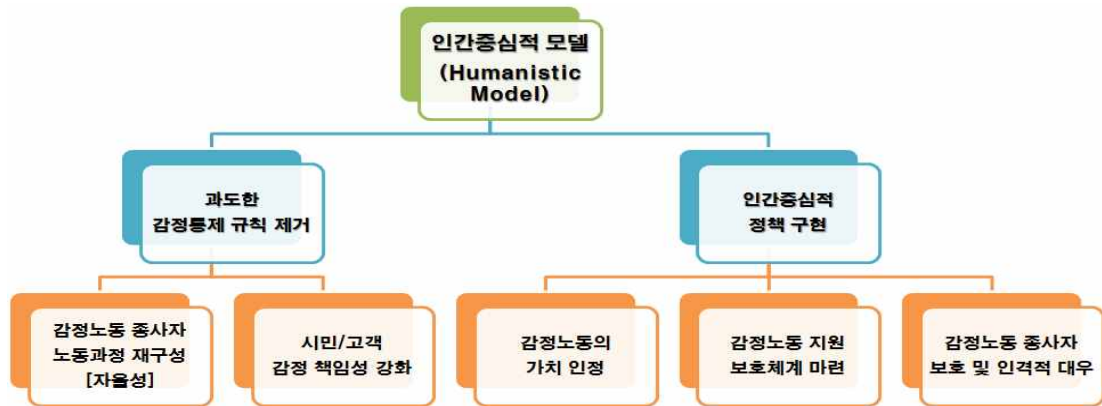 인간중심적 모델
(Humanistic
Model)
과도한
감정통제 규칙 제거
인간중심적
정책 구현
감정노동 종사자
노동과정 재구성
[자율성]
시민/고객
감정 책임성 강화
감정노동의
가치 인정
감정노동 지원
보호체계 마련
감정노동 종사자
보호 및 인격적 대우